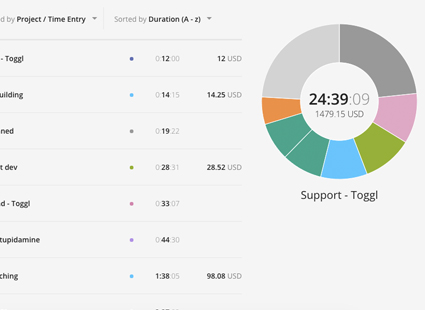 d by Project / Time Entry Sorted by Duration (A - z)
- Toggl 0:12:00 12 USD
uilding 0:14:15 14.25 USD
ned 0:19:22
t dev 0:28:31 28.52 USD
d - Toggl 0:33:07
tupidamine 0:44:30
ching 1:38:05 98.08 USD
24:39:09
1479.15 USD
Support - Toggl